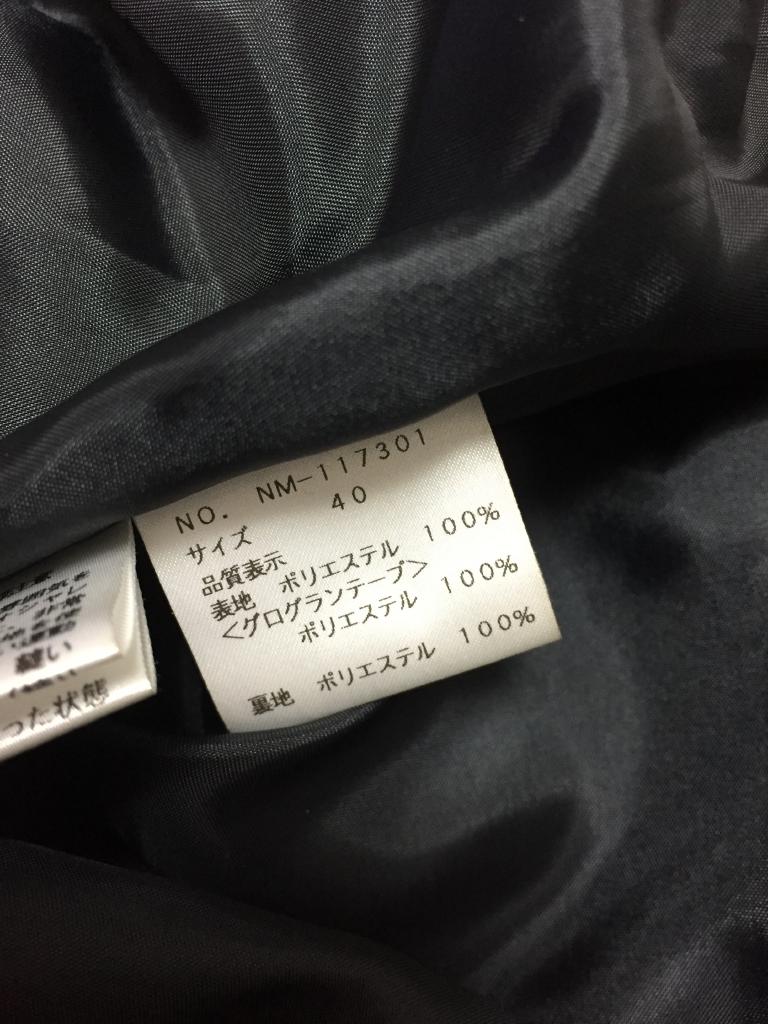 NO. NM-117301
サイズ 40
品質表示
表地 ポリエステル 100%
<グログランテープ>
ポリエステル 100%
裏地 ポリエステル 100%
い
った状態